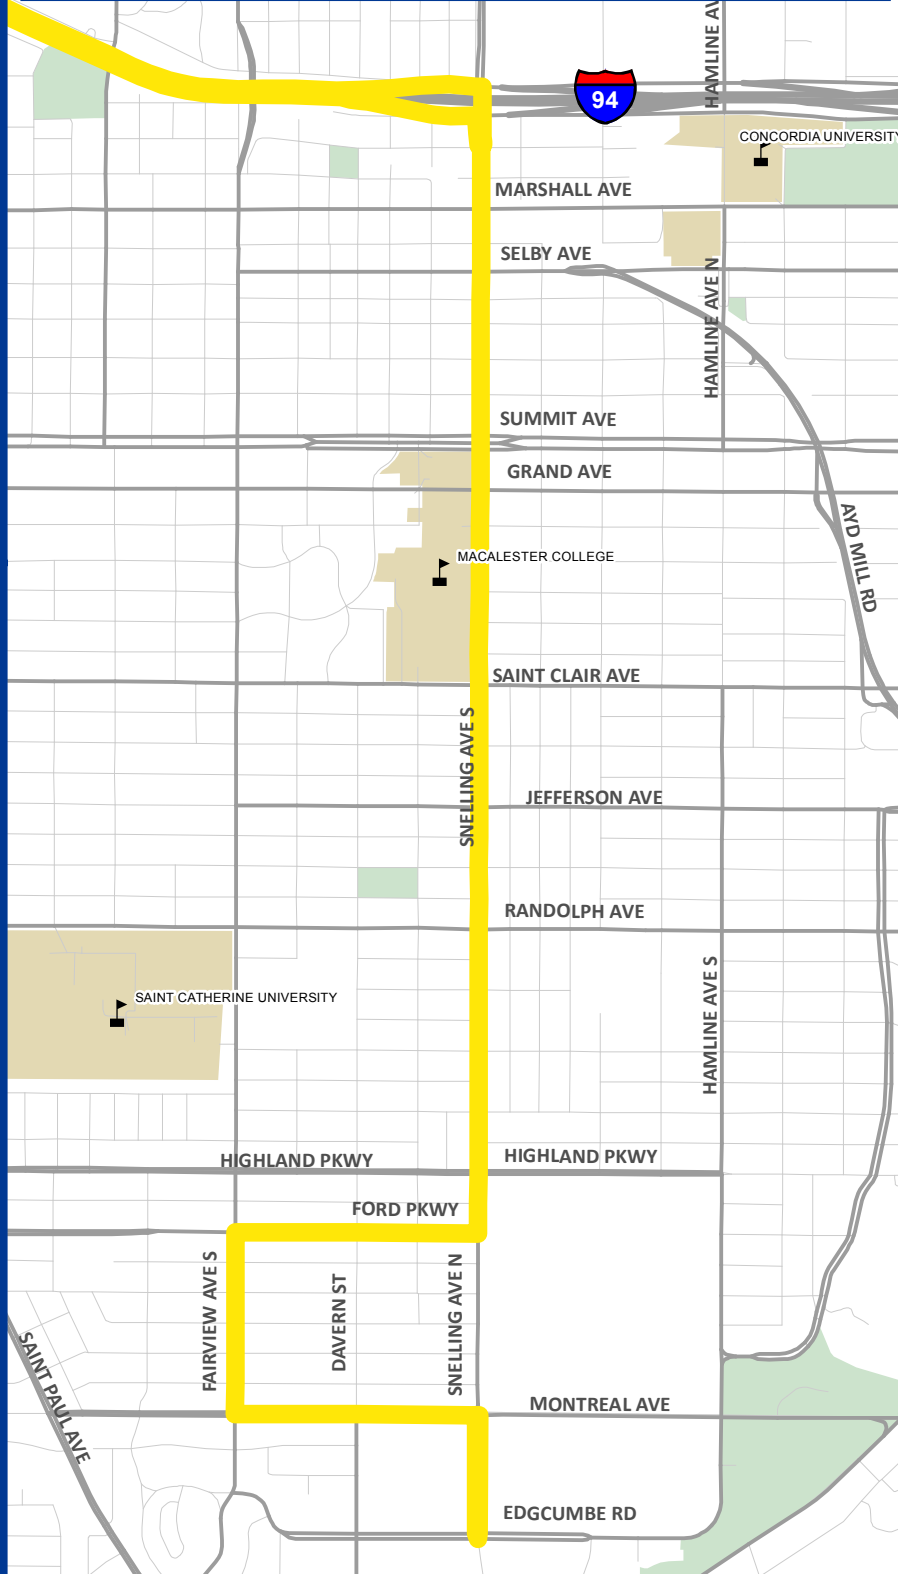 HAMLINE AV
94
CONCORDIA UNIVERSITY
MARSHALL AVE
SELBY AVE
HAMLINE AVE N
SUMMIT AVE
GRAND AVE
AYD MILL RD
MACALESTER COLLEGE
SAINT CLAIR AVE
SNELLING AVE S
JEFFERSON AVE
RANDOLPH AVE
HAMLINE AVE S
SAINT CATHERINE UNIVERSITY
HIGHLAND PKWY
HIGHLAND PKWY
FORD PKWY
FAIRVIEW AVE S
DAVERN ST
SNELLING AVE N
SAINT PAUL AVE
MONTREAL AVE
EDGCUMBE RD